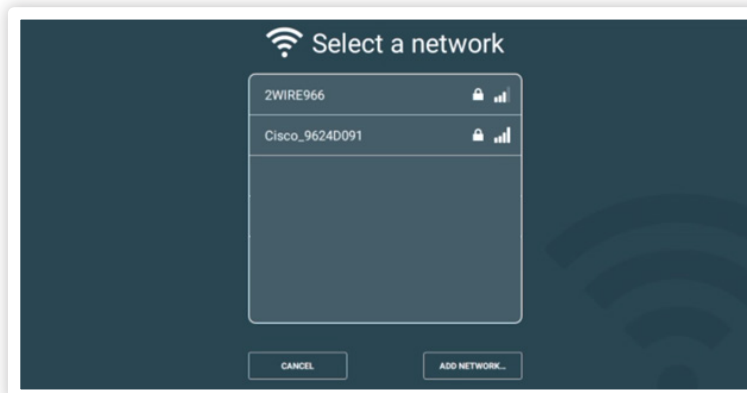 Select a network
2WIRE966
Cisco_9624D091
CANCEL
ADD NETWORK...